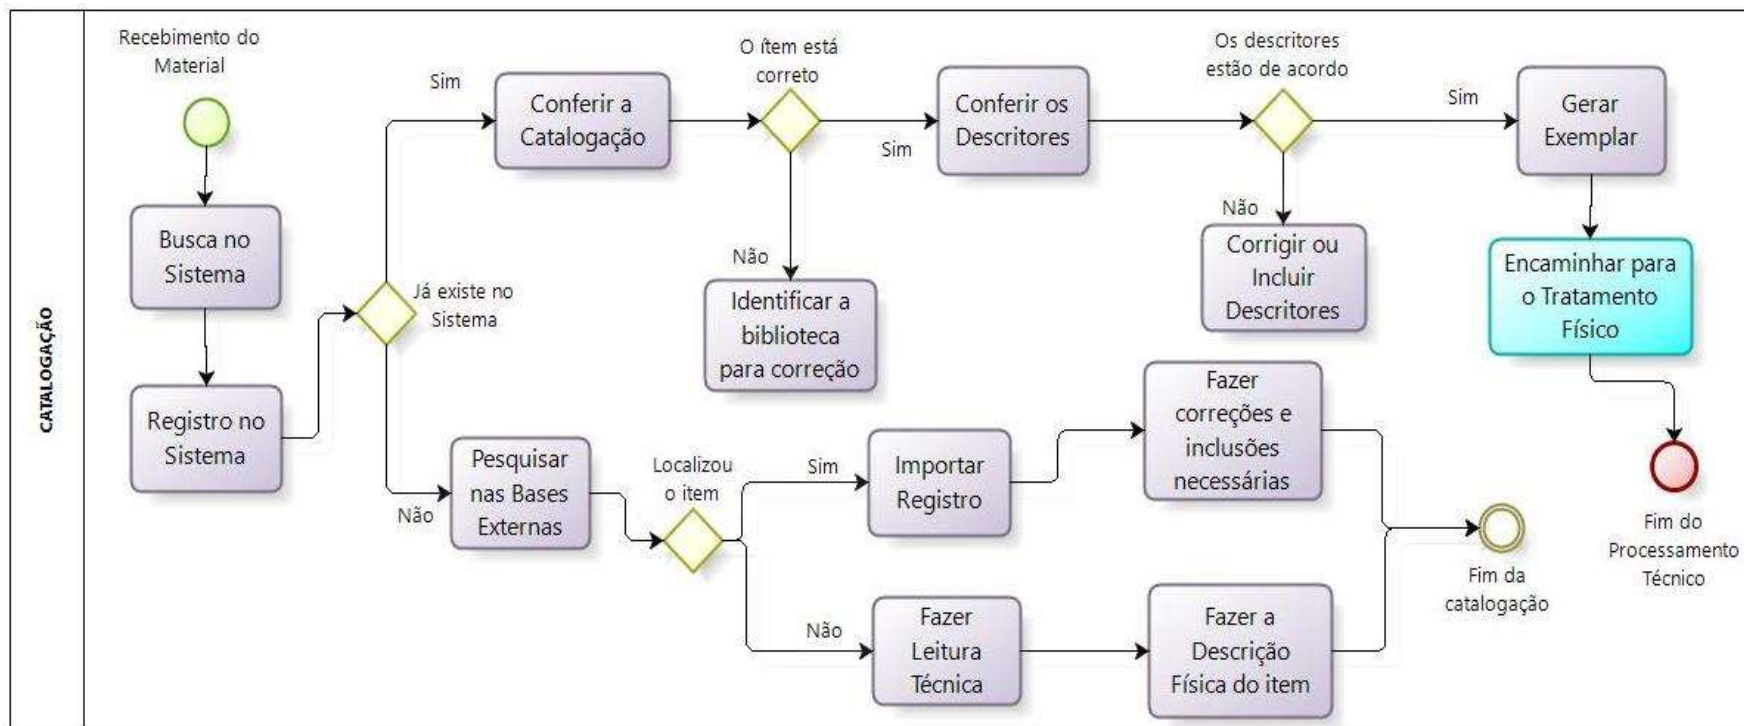 CATALOGAÇÃO
Recebimento do
Material
Busca no
Sistema
Registro no
Sistema
Já existe no
Sistema
Sim
Conferir a
Catalogação
O ítem está
correto
Sim
Conferir os
Descritores
Os descritores
estão de acordo
Sim
Gerar
Exemplar
Não
Identificar a
biblioteca
para correção
Não
Corrigir ou
Incluir
Descritores
Encaminhar para
o Tratamento
Físico
Fim do
Processamento
Técnico
Não
Pesquisar
nas Bases
Externas
Localizou
o item
Sim
Importar
Registro
Fazer
correções e
inclusões
necessárias
Não
Fazer
Leitura
Técnica
Fazer a
Descrição
Física do item
Fim da
catalogação